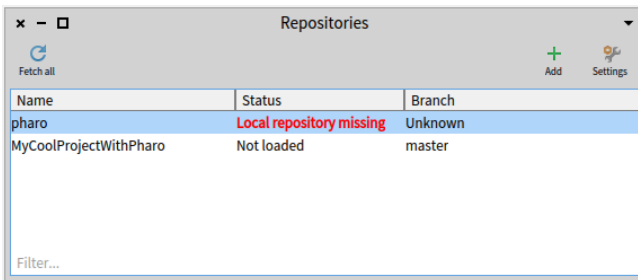 Repositories
Fetch all
Add
Settings
Name Status Branch
pharo Local repository missing Unknown
MyCoolProjectWithPharo Not loaded master
Filter...